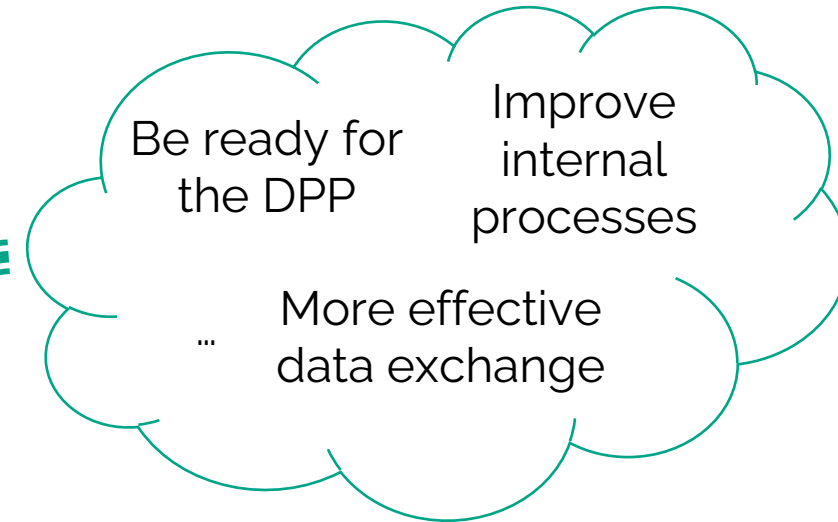 Be ready for
the DPP
Improve
internal
processes
...
More effective
data exchange